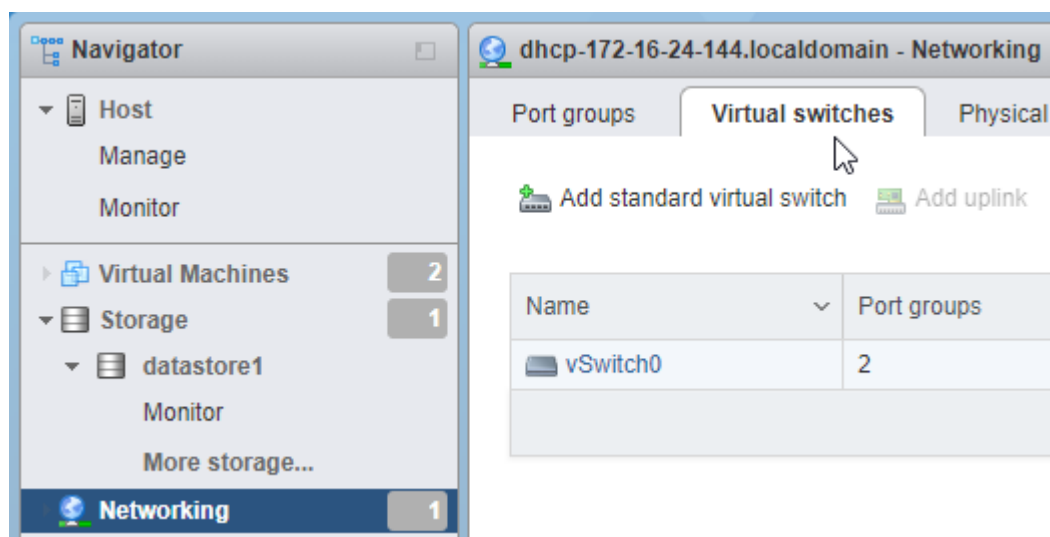 Navigator
Host
Manage
Monitor
Virtual Machines 2
Storage 1
datastore1
Monitor
More storage...
Networking 1
dhcp-172-16-24-144.localdomain - Networking
Port groups Virtual switches Physical
Add standard virtual switch Add uplink
Name Port groups
vSwitch0 2